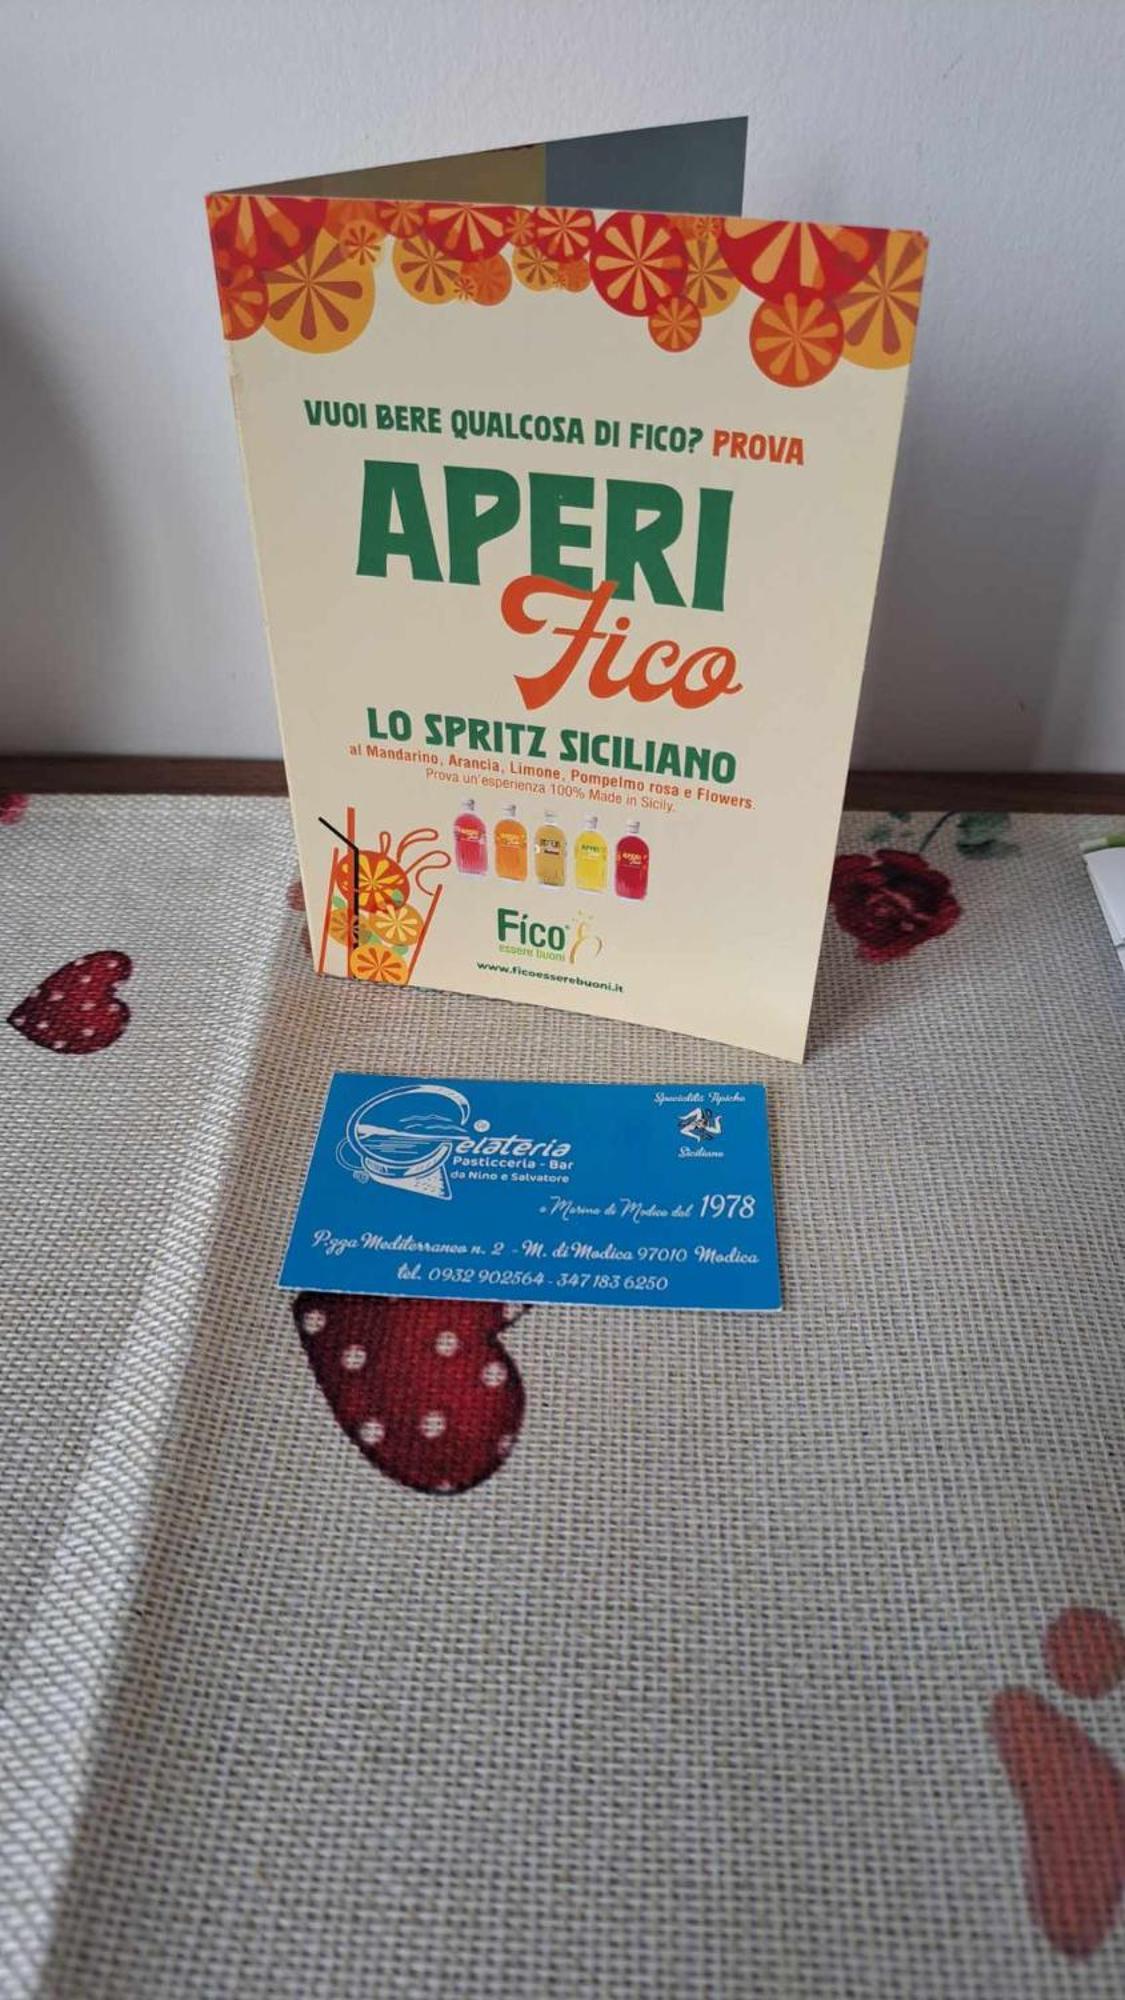 VUOI BERE QUALCOSA DI FICO? PROVA
APERI
Fico
LO SPRITZ SICILIANO
al Mandarino, Arancia, Limone, Pompelmo rosa e Flowers.
Prova un'esperienza 100% Made in Sicily.
Fíco
essere buoni
www.ficoesserebuoni.it
Specialità Tipiche
Siciliane
Gelateria
Pasticceria - Bar
da Nino e Salvatore
a Marina di Modica dal 1978
P.zza Mediterraneo n. 2 - M. di Modica 97010 Modica
tel. 0932 902564 - 347 183 6250